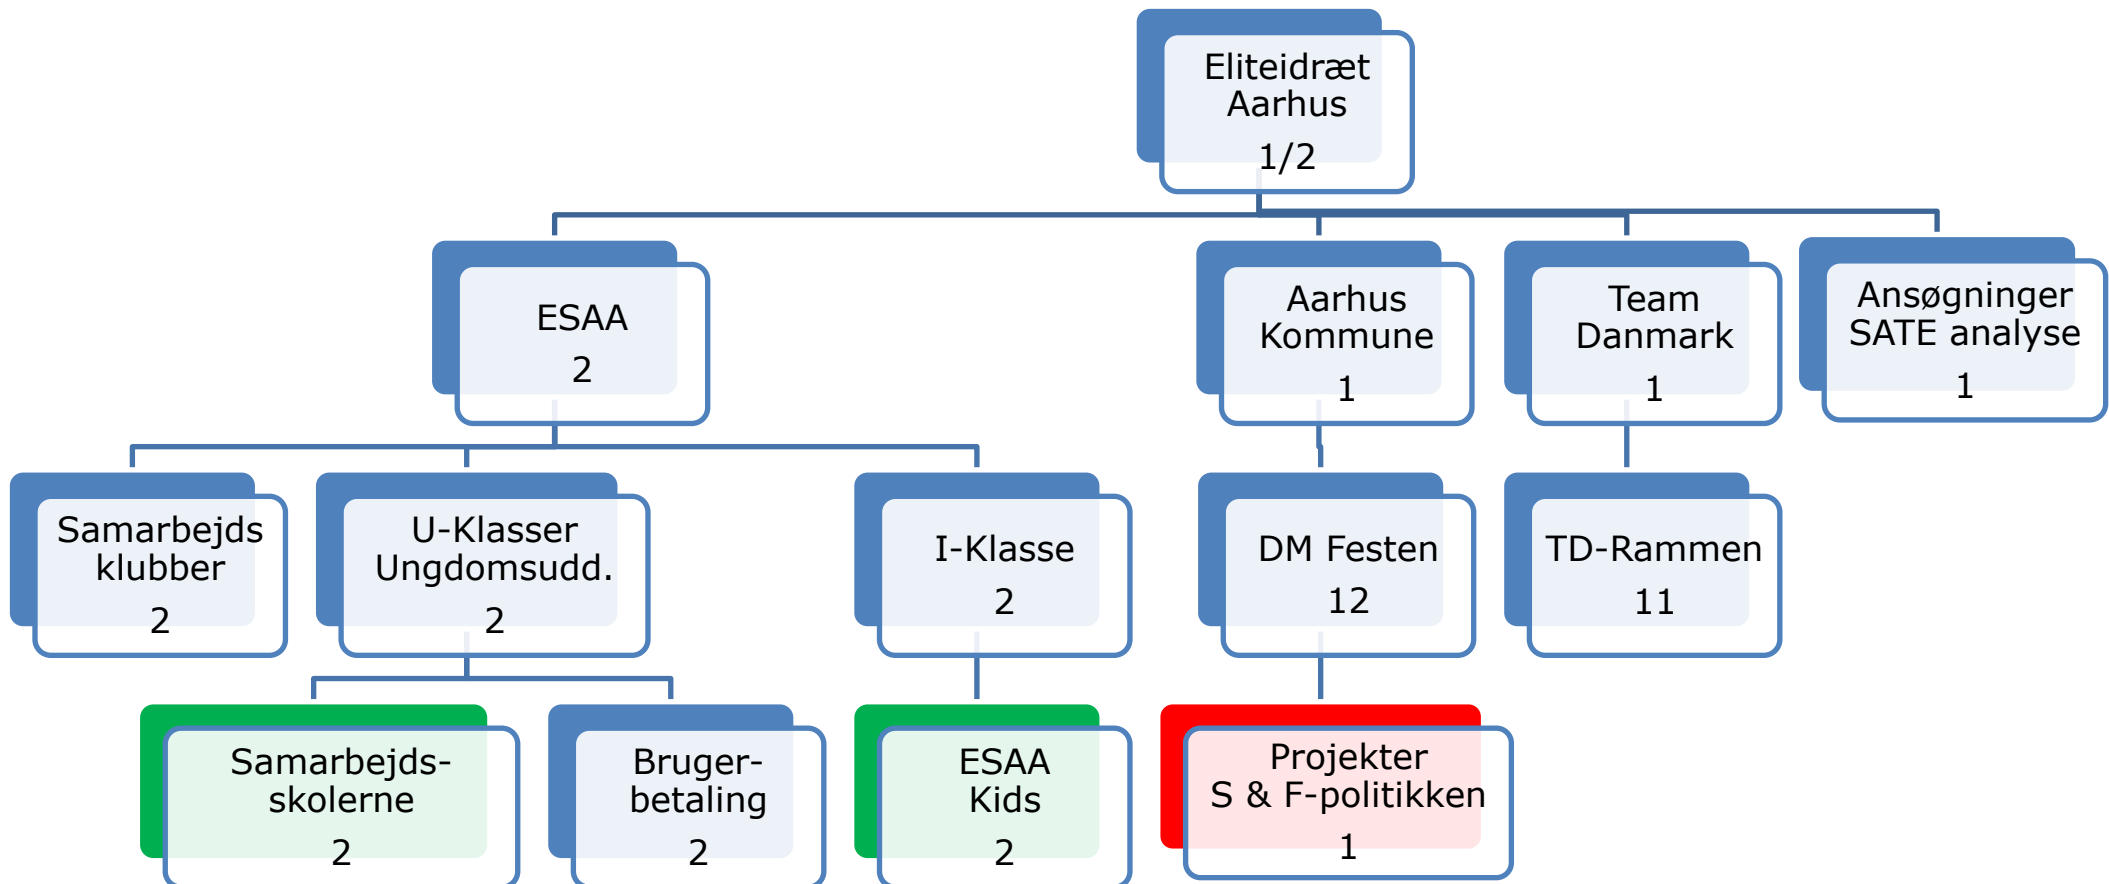 Eliteidræt
Aarhus
1/2
ESAA
2
Aarhus
Kommune
1
Team
Danmark
1
Ansøgninger
SATE analyse
1
Samarbejds
klubber
2
U-Klasser
Ungdomsudd.
2
I-Klasse
2
DM Festen
12
TD-Rammen
11
Samarbejds-
skolerne
2
Bruger-
betaling
2
ESAA
Kids
2
Projekter
S & F-politikken
1